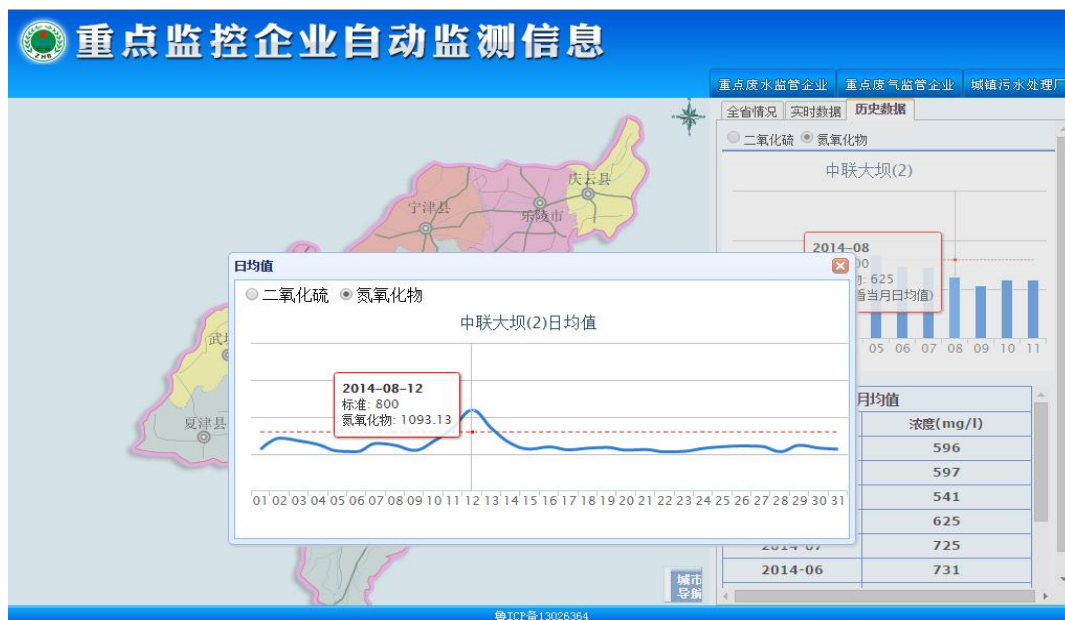 ZHB
重点监控企业自动监测信息
重点废水监管企业
重点废气监管企业
城镇污水处理厂
全省情况
实时数据
历史数据
二氧化硫
氮氧化物
中联大坝(2)
庆云县
宁津县
乐陵市
2014-08
: 625
看当月日均值)
05 06 07 08 09 10 11
日均值
二氧化硫
氮氧化物
中联大坝(2)日均值
2014-08-12
标准: 800
氮氧化物: 1093.13
01 02 03 04 05 06 07 08 09 10 11 12 13 14 15 16 17 18 19 20 21 22 23 24 25 26 27 28 29 30 31
夏津县
月均值
浓度(mg/l)
596
597
541
625
2014-07 725
2014-06 731
城市
导航
鲁ICP备13026364